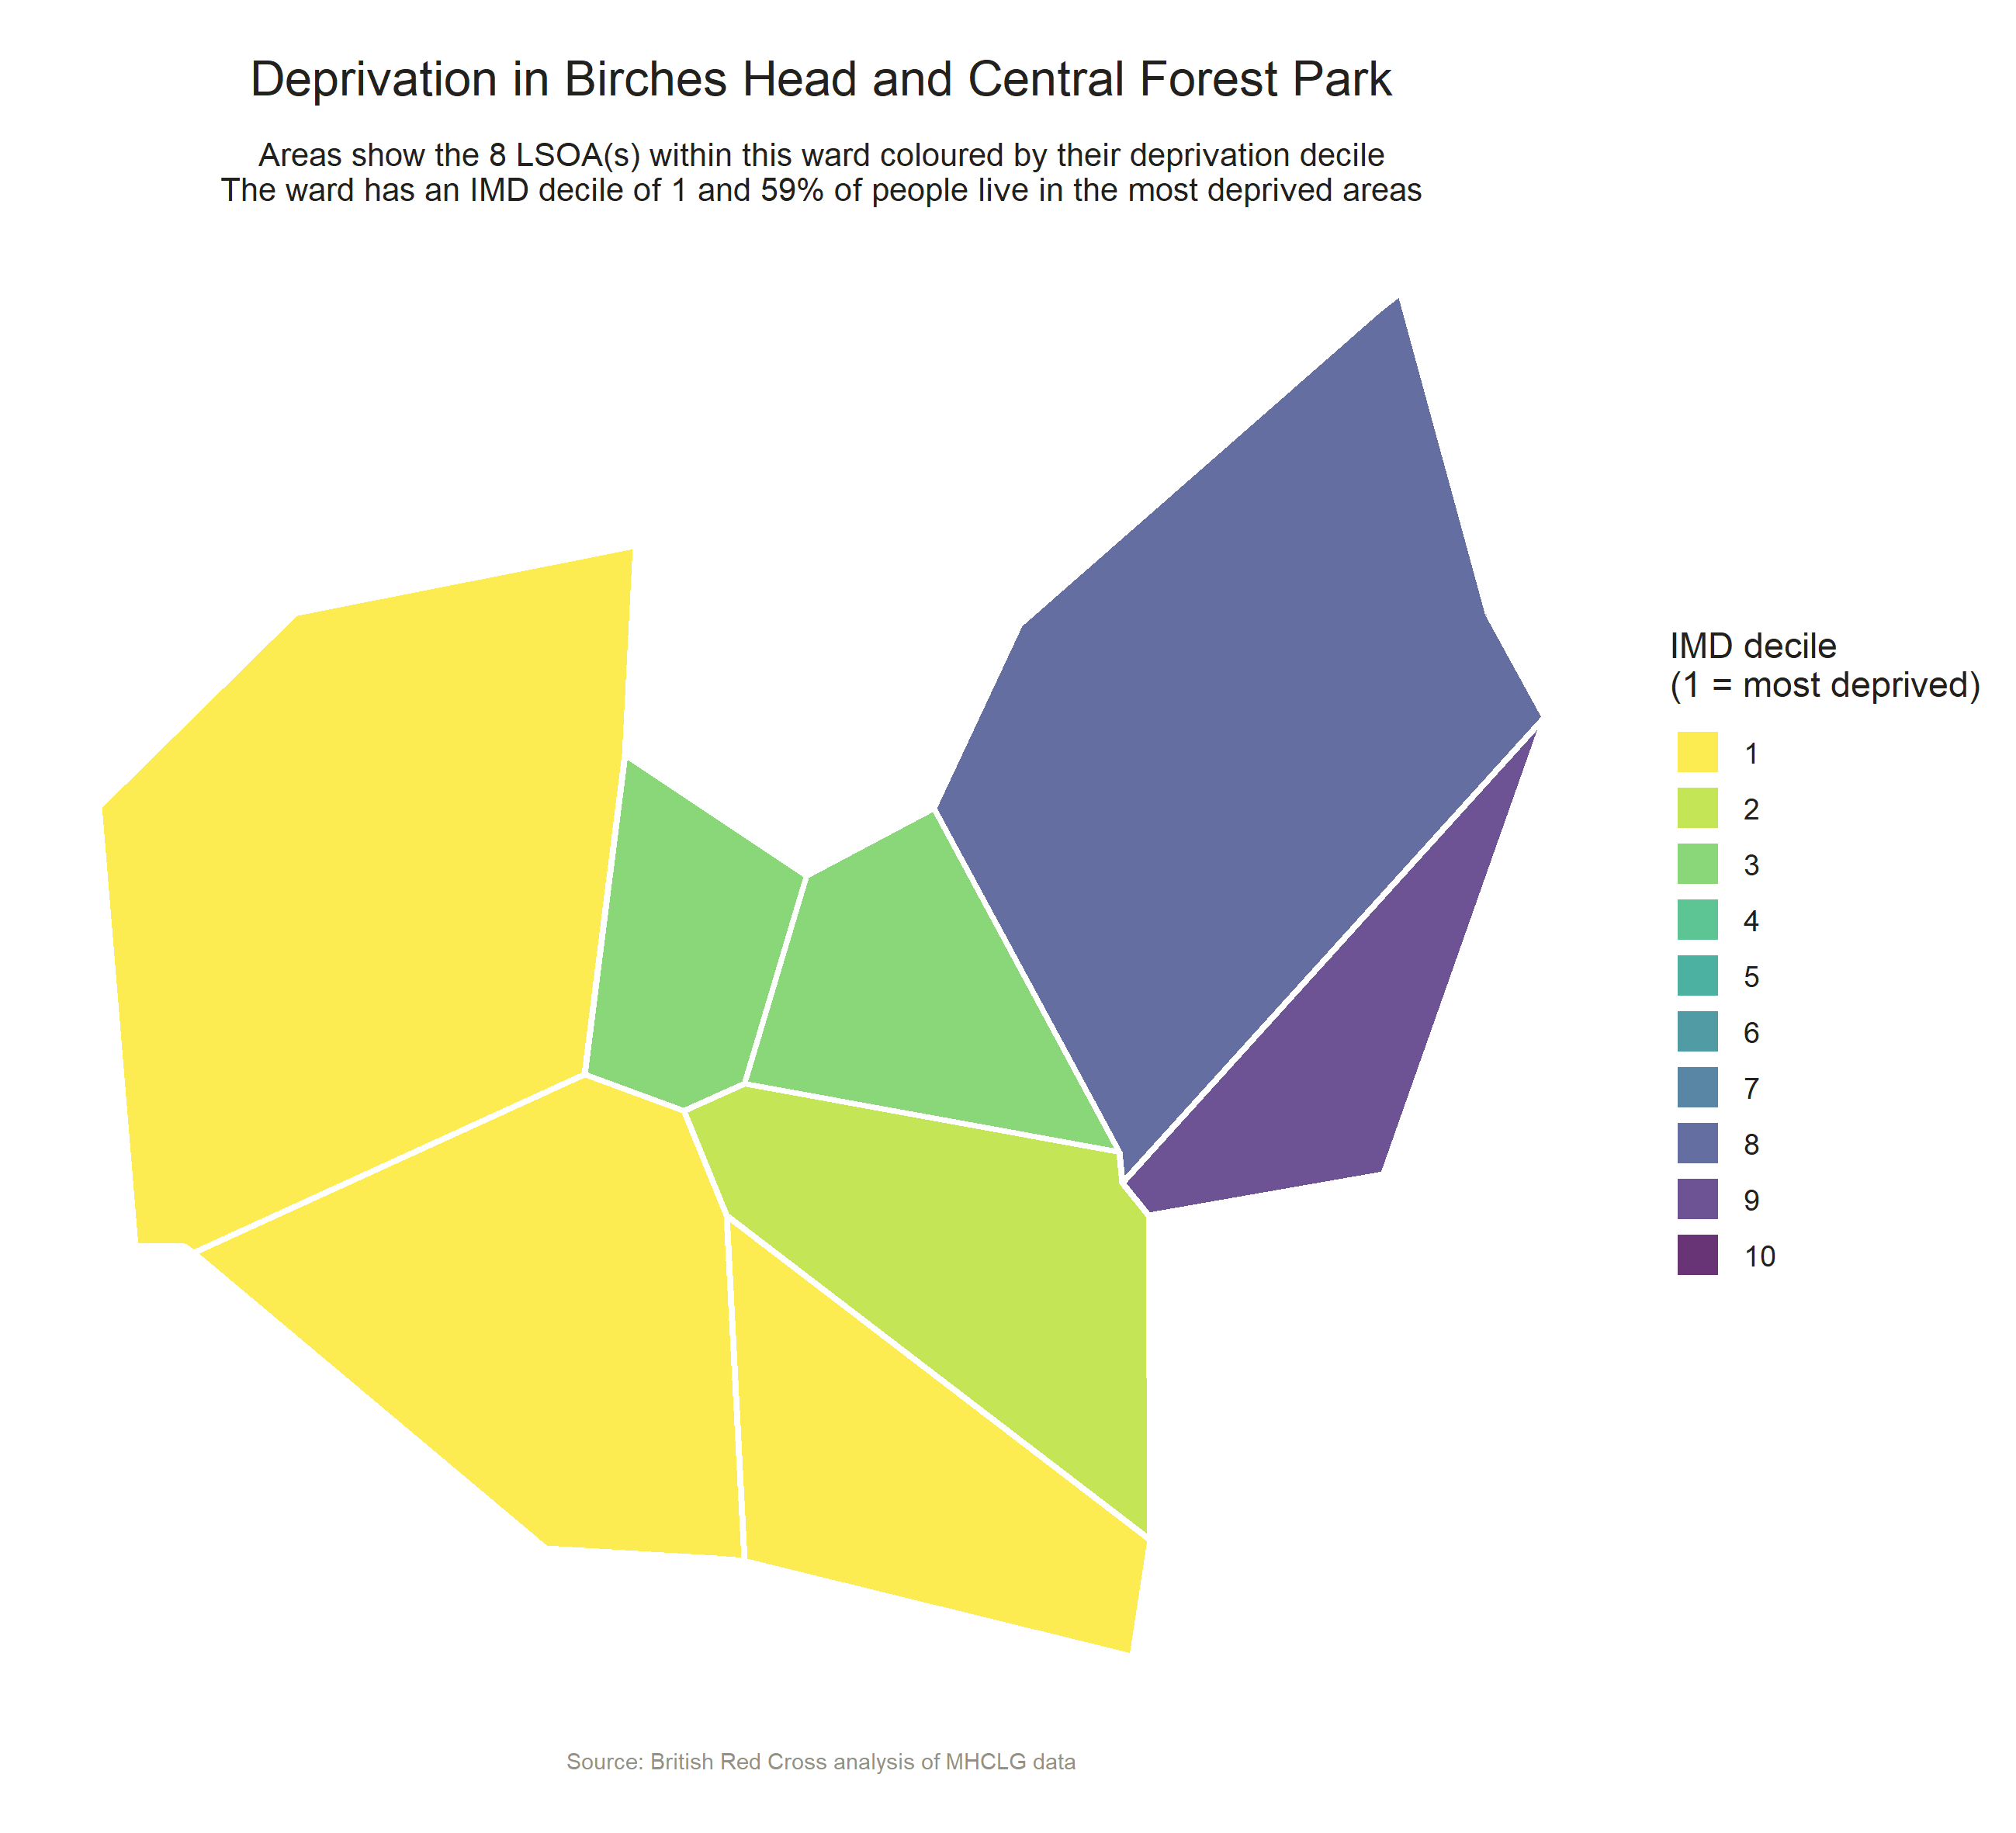 Deprivation in Birches Head and Central Forest Park
Areas show the 8 LSOA(s) within this ward coloured by their deprivation decile
The ward has an IMD decile of 1 and 59% of people live in the most deprived areas
IMD decile
(1 = most deprived)
1
2
3
4
5
6
7
8
9
10
Source: British Red Cross analysis of MHCLG data